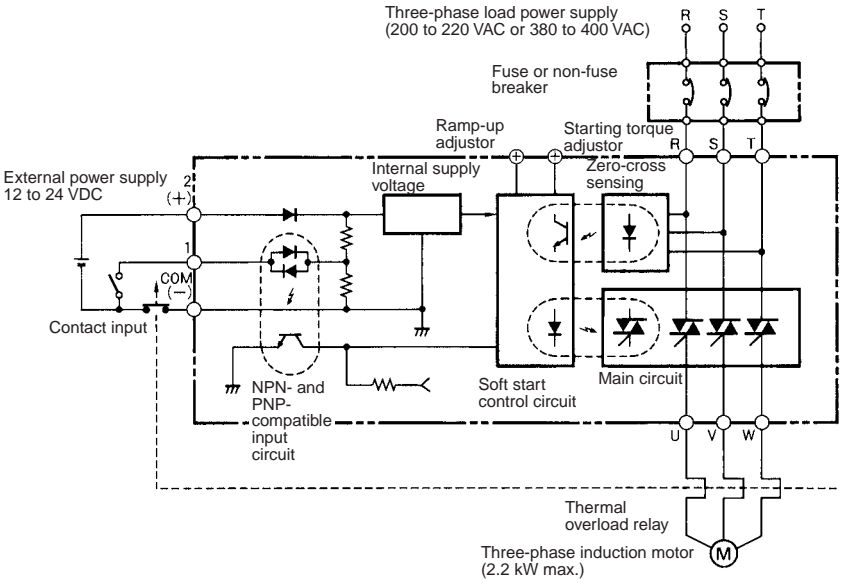 Three-phase load power supply
(200 to 220 VAC or 380 to 400 VAC)
R S T
Fuse or non-fuse
breaker
Ramp-up
adjustor
Starting torque
adjustor
R S T
External power supply
12 to 24 VDC
2
(+)
Internal supply
voltage
Zero-cross
sensing
1
COM
(−)
Contact input
NPN- and
PNP-
compatible
input
circuit
Soft start
control circuit
Main circuit
U V W
Thermal
overload relay
Three-phase induction motor
(2.2 kW max.)
M